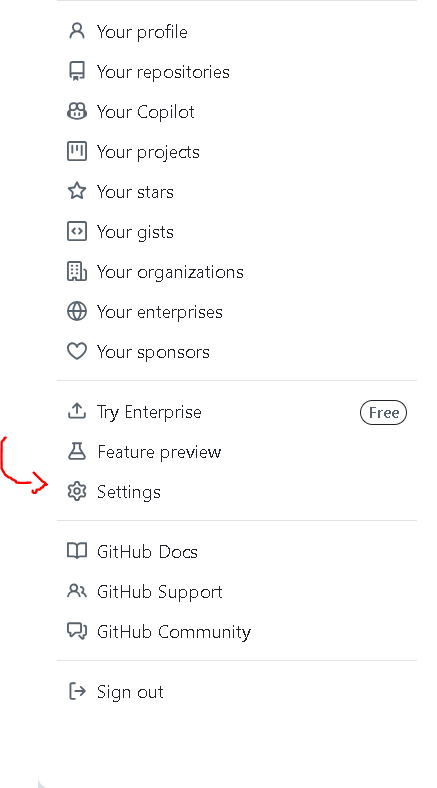 Your profile
Your repositories
Your Copilot
Your projects
Your stars
Your gists
Your organizations
Your enterprises
Your sponsors
Try Enterprise Free
Feature preview
Settings
GitHub Docs
GitHub Support
GitHub Community
Sign out